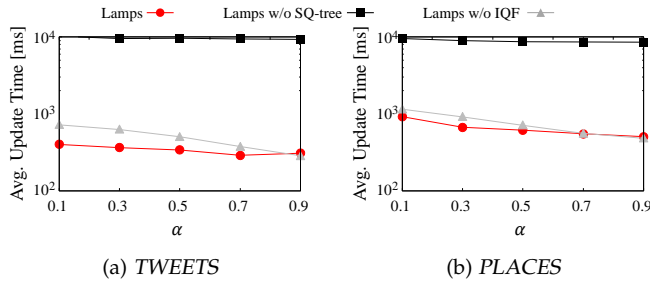 Lamps Lamps w/o SQ-tree Lamps w/o IQF
Avg. Update Time [ms]
10^4
10^3
10^2
0.1 0.3 0.5 0.7 0.9
α
(a) TWEETS
Avg. Update Time [ms]
10^4
10^3
10^2
0.1 0.3 0.5 0.7 0.9
α
(b) PLACES